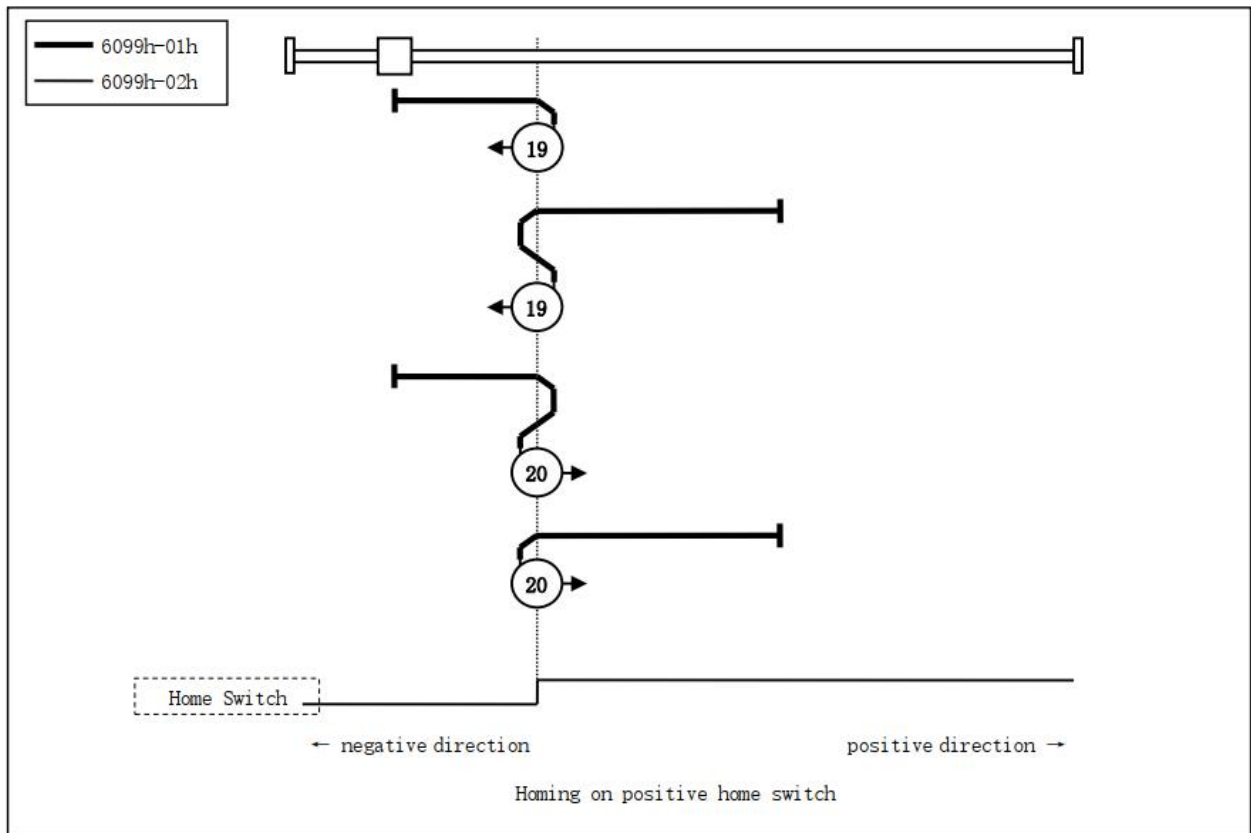 6099h-01h
6099h-02h
19
19
20
20
Home Switch
← negative direction
positive direction →
Homing on positive home switch